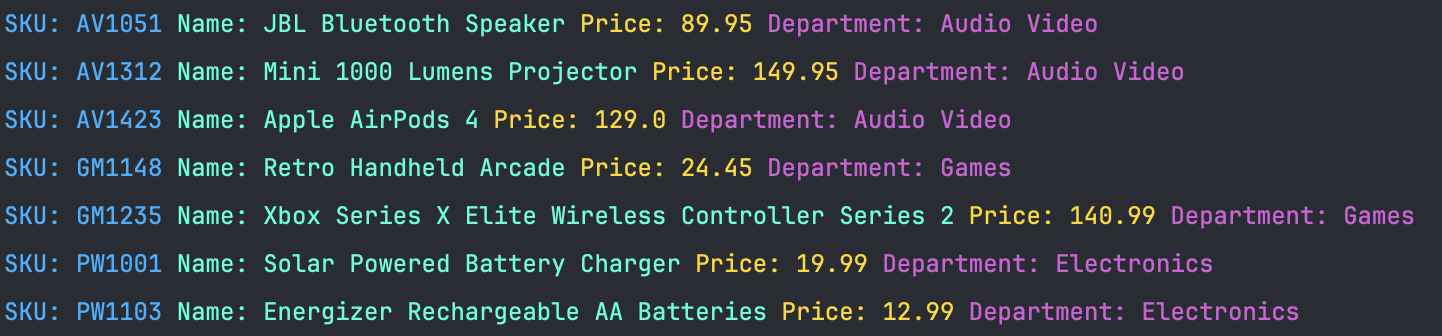 SKU: AV1051 Name: JBL Bluetooth Speaker Price: 89.95 Department: Audio Video
SKU: AV1312 Name: Mini 1000 Lumens Projector Price: 149.95 Department: Audio Video
SKU: AV1423 Name: Apple AirPods 4 Price: 129.0 Department: Audio Video
SKU: GM1148 Name: Retro Handheld Arcade Price: 24.45 Department: Games
SKU: GM1235 Name: Xbox Series X Elite Wireless Controller Series 2 Price: 140.99 Department: Games
SKU: PW1001 Name: Solar Powered Battery Charger Price: 19.99 Department: Electronics
SKU: PW1103 Name: Energizer Rechargeable AA Batteries Price: 12.99 Department: Electronics